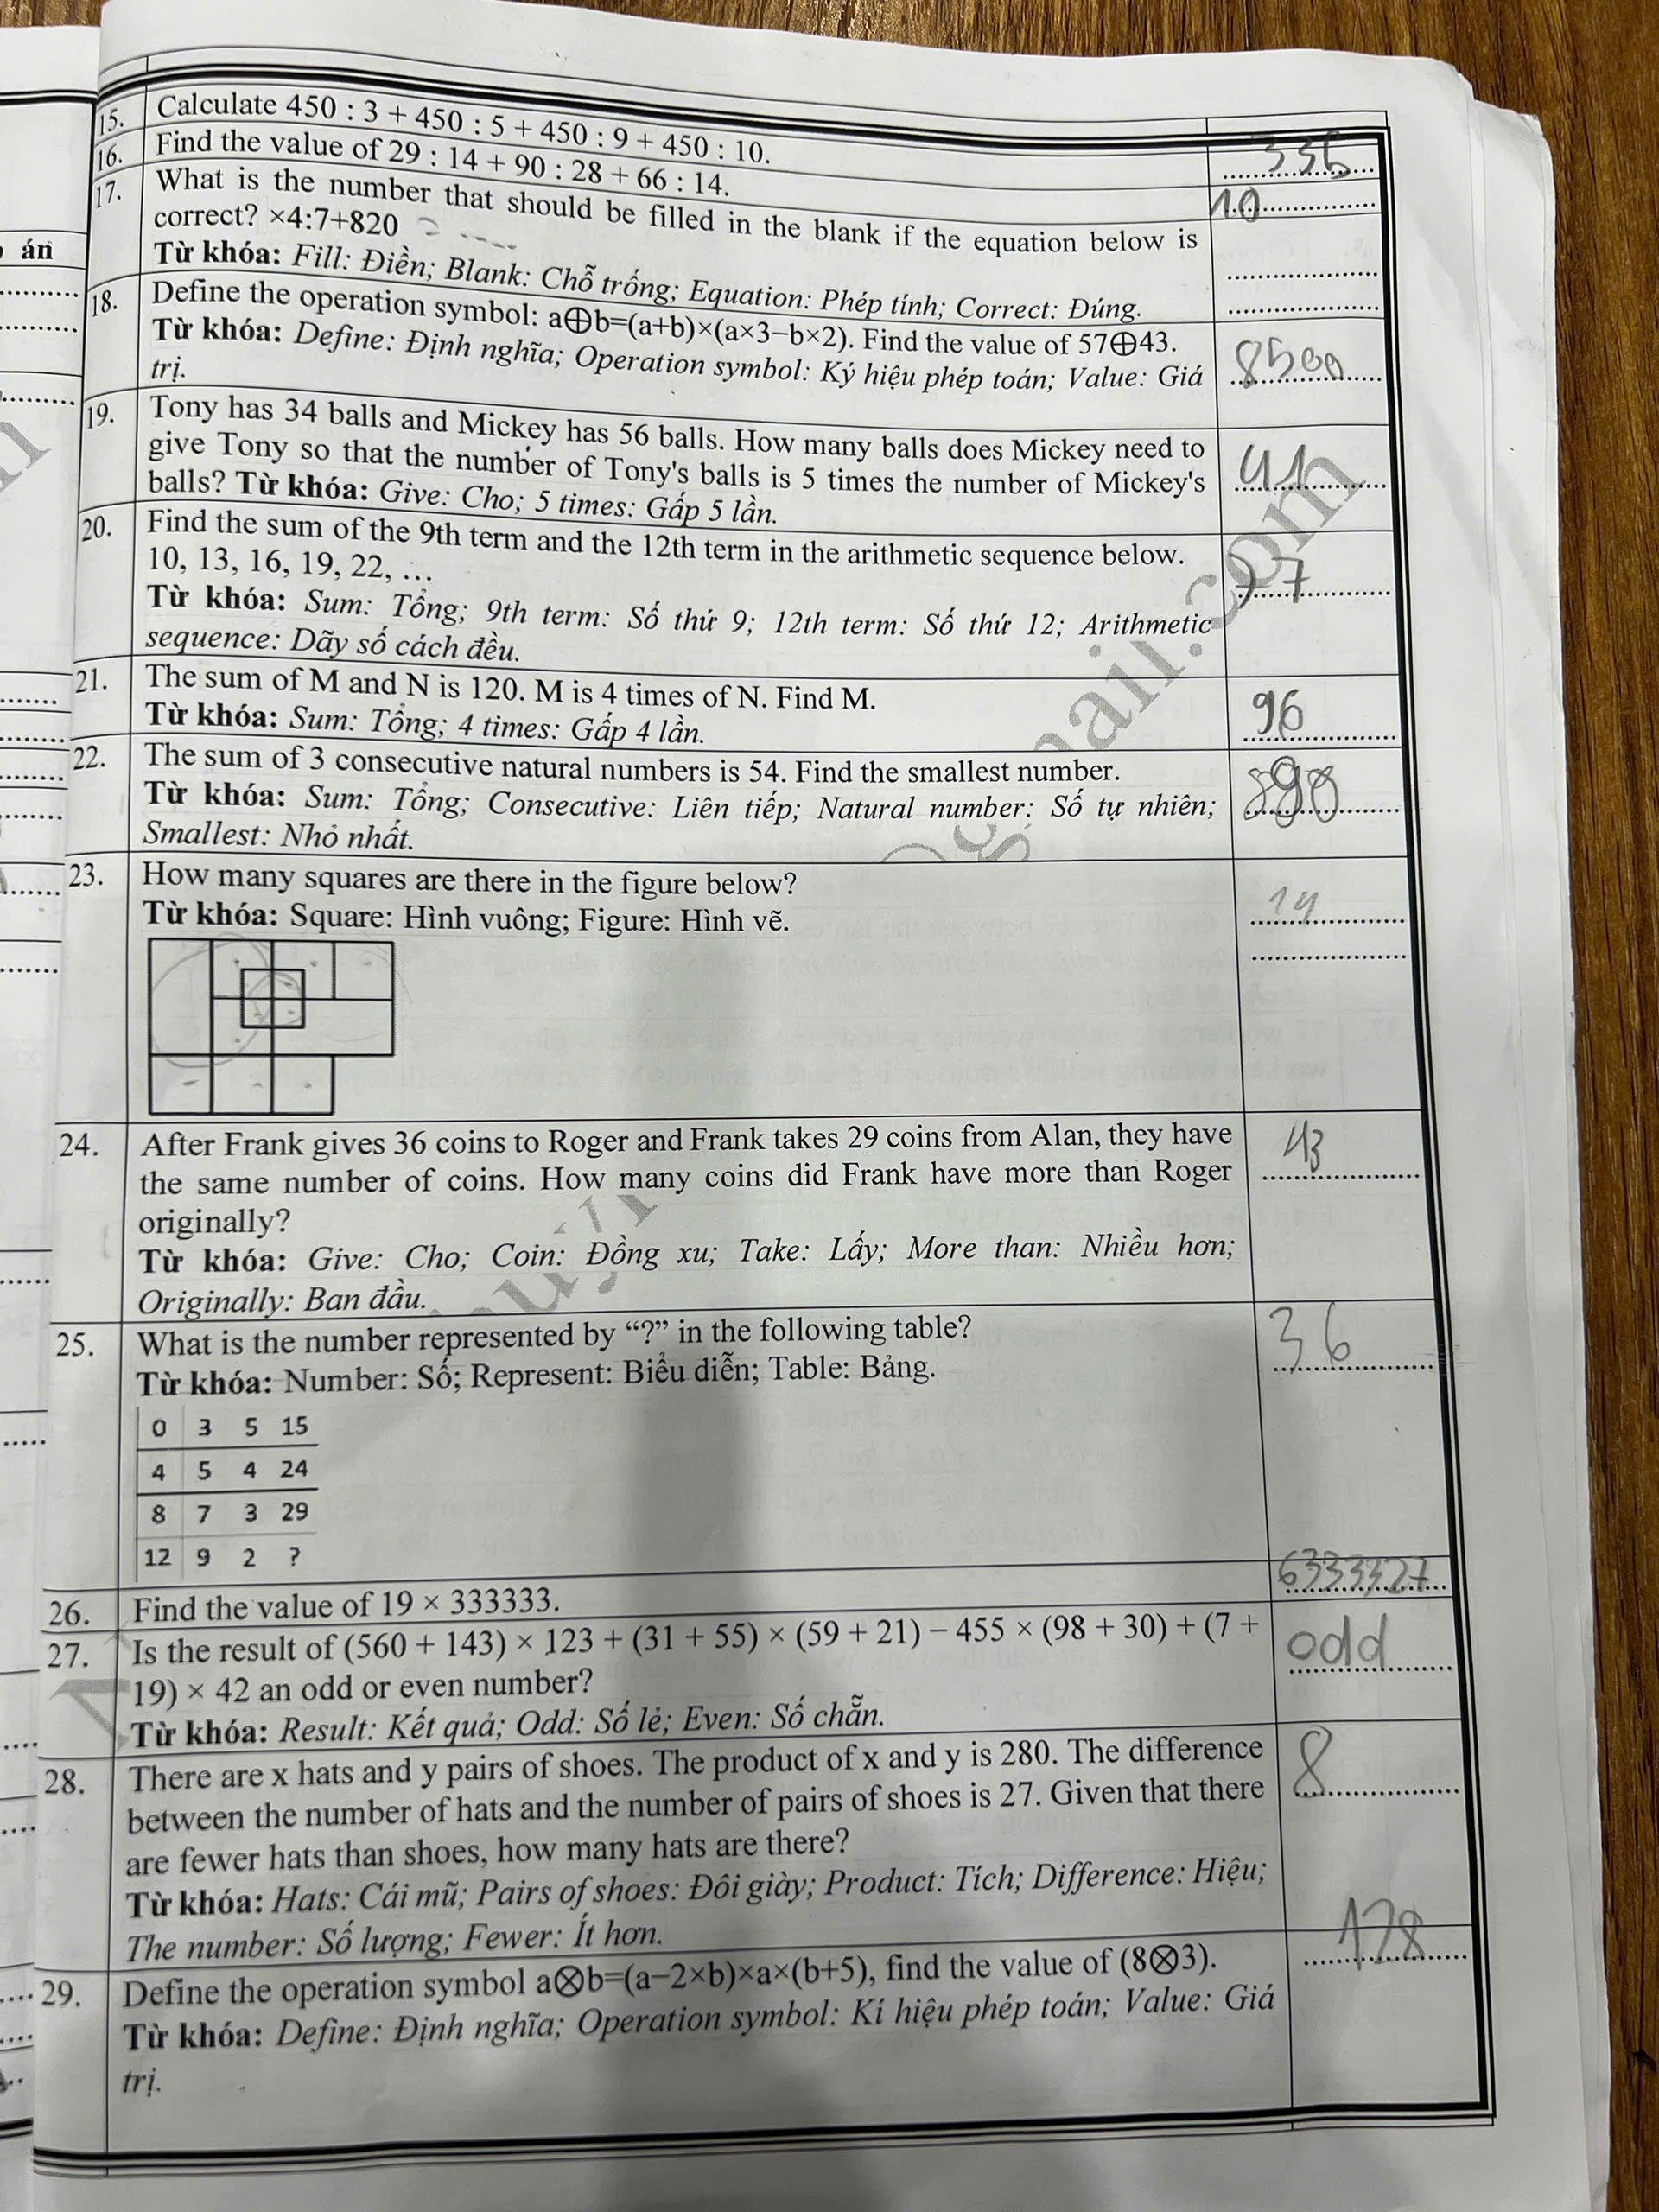 án
15. Calculate 450 : 3 + 450 : 5 + 450 : 9 + 450 : 10.
336
16. Find the value of 29 : 14 + 90 : 28 + 66 : 14.
10
17. What is the number that should be filled in the blank if the equation below is
correct? ×4:7+820
Từ khóa: Fill: Điền; Blank: Chỗ trống; Equation: Phép tính; Correct: Đúng.
18. Define the operation symbol: a⊕b=(a+b)×(a×3−b×2). Find the value of 57⊕43.
Từ khóa: Define: Định nghĩa; Operation symbol: Ký hiệu phép toán; Value: Giá
trị.
8500
19. Tony has 34 balls and Mickey has 56 balls. How many balls does Mickey need to
give Tony so that the number of Tony's balls is 5 times the number of Mickey's
balls? Từ khóa: Give: Cho; 5 times: Gấp 5 lần.
41
20. Find the sum of the 9th term and the 12th term in the arithmetic sequence below.
10, 13, 16, 19, 22, …
Từ khóa: Sum: Tổng; 9th term: Số thứ 9; 12th term: Số thứ 12; Arithmetic
sequence: Dãy số cách đều.
77
21. The sum of M and N is 120. M is 4 times of N. Find M.
Từ khóa: Sum: Tổng; 4 times: Gấp 4 lần.
96
22. The sum of 3 consecutive natural numbers is 54. Find the smallest number.
Từ khóa: Sum: Tổng; Consecutive: Liên tiếp; Natural number: Số tự nhiên;
Smallest: Nhỏ nhất.
23. How many squares are there in the figure below?
Từ khóa: Square: Hình vuông; Figure: Hình vẽ.
14
24. After Frank gives 36 coins to Roger and Frank takes 29 coins from Alan, they have
the same number of coins. How many coins did Frank have more than Roger
originally?
Từ khóa: Give: Cho; Coin: Đồng xu; Take: Lấy; More than: Nhiều hơn;
Originally: Ban đầu.
43
25. What is the number represented by “?” in the following table?
Từ khóa: Number: Số; Represent: Biểu diễn; Table: Bảng.
36
0 3 5 15
4 5 4 24
8 7 3 29
12 9 2 ?
26. Find the value of 19 × 333333.
6333327
27. Is the result of (560 + 143) × 123 + (31 + 55) × (59 + 21) − 455 × (98 + 30) + (7 +
19) × 42 an odd or even number?
Từ khóa: Result: Kết quả; Odd: Số lẻ; Even: Số chẵn.
odd
28. There are x hats and y pairs of shoes. The product of x and y is 280. The difference
between the number of hats and the number of pairs of shoes is 27. Given that there
are fewer hats than shoes, how many hats are there?
Từ khóa: Hats: Cái mũ; Pairs of shoes: Đôi giày; Product: Tích; Difference: Hiệu;
The number: Số lượng; Fewer: Ít hơn.
8
29. Define the operation symbol a⊗b=(a−2×b)×a×(b+5), find the value of (8⊗3).
Từ khóa: Define: Định nghĩa; Operation symbol: Kí hiệu phép toán; Value: Giá
trị.
128